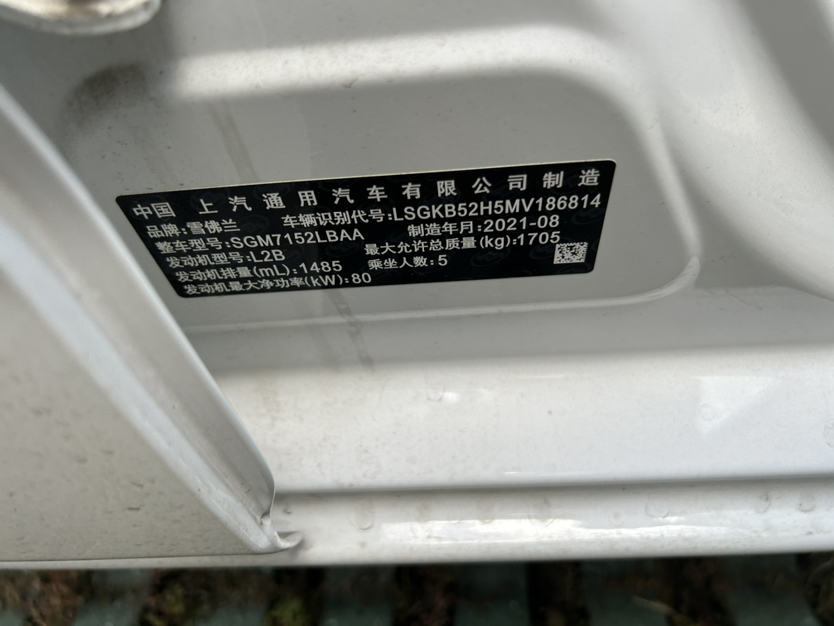 中国 上汽通用汽车有限公司制造
品牌:雪佛兰 车辆识别代号:LSGKB52H5MV186814
整车型号:SGM7152LBAA 制造年月:2021-08
发动机型号:L2B 最大允许总质量(kg):1705
发动机排量(mL):1485 乘坐人数:5
发动机最大净功率(kW):80